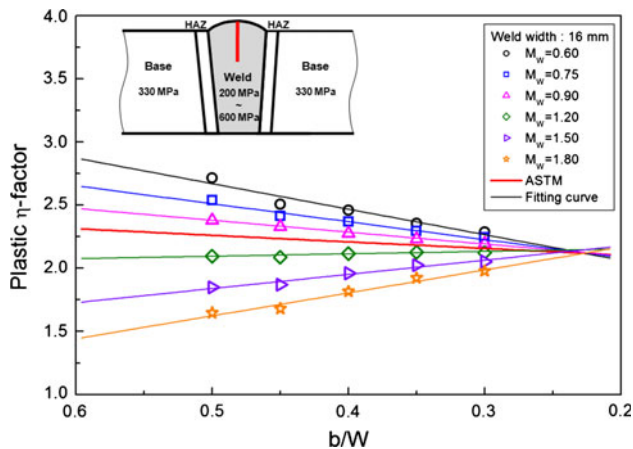 4.0
3.5
3.0
2.5
2.0
1.5
1.0
Plastic η-factor
HAZ
HAZ
Base
330 MPa
Weld
200 MPa
~
600 MPa
Base
330 MPa
Weld width : 16 mm
M_W=0.60
M_W=0.75
M_W=0.90
M_W=1.20
M_W=1.50
M_W=1.80
ASTM
Fitting curve
0.6
0.5
0.4
0.3
0.2
b/W